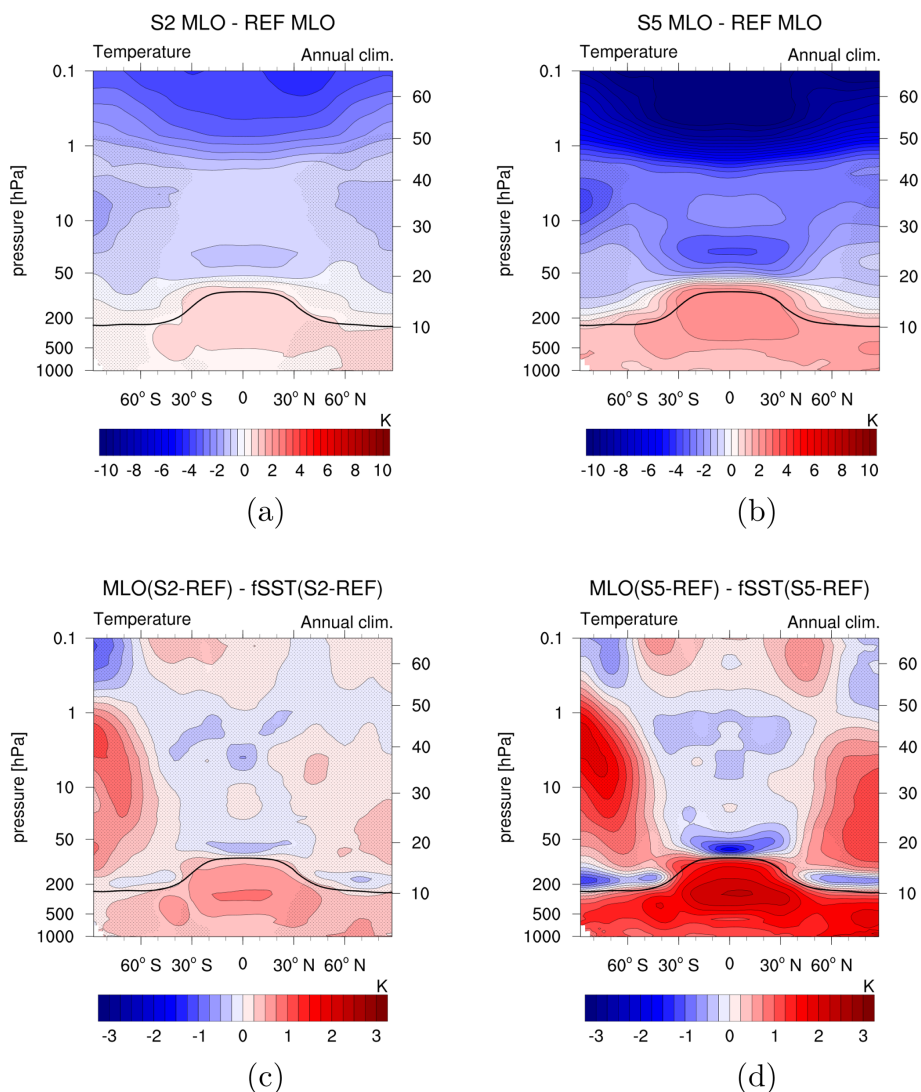 S2 MLO - REF MLO
Temperature Annual clim.
0.1
1
10
50
200
500
1000
pressure [hPa]
60
50
40
30
20
10
60° S 30° S 0 30° N 60° N
K
-10 -8 -6 -4 -2 0 2 4 6 8 10
(a)
S5 MLO - REF MLO
Temperature Annual clim.
0.1
1
10
50
200
500
1000
pressure [hPa]
60
50
40
30
20
10
60° S 30° S 0 30° N 60° N
K
-10 -8 -6 -4 -2 0 2 4 6 8 10
(b)
MLO(S2-REF) - fSST(S2-REF)
Temperature Annual clim.
0.1
1
10
50
200
500
1000
pressure [hPa]
60
50
40
30
20
10
60° S 30° S 0 30° N 60° N
K
-3 -2 -1 0 1 2 3
(c)
MLO(S5-REF) - fSST(S5-REF)
Temperature Annual clim.
0.1
1
10
50
200
500
1000
pressure [hPa]
60
50
40
30
20
10
60° S 30° S 0 30° N 60° N
K
-3 -2 -1 0 1 2 3
(d)